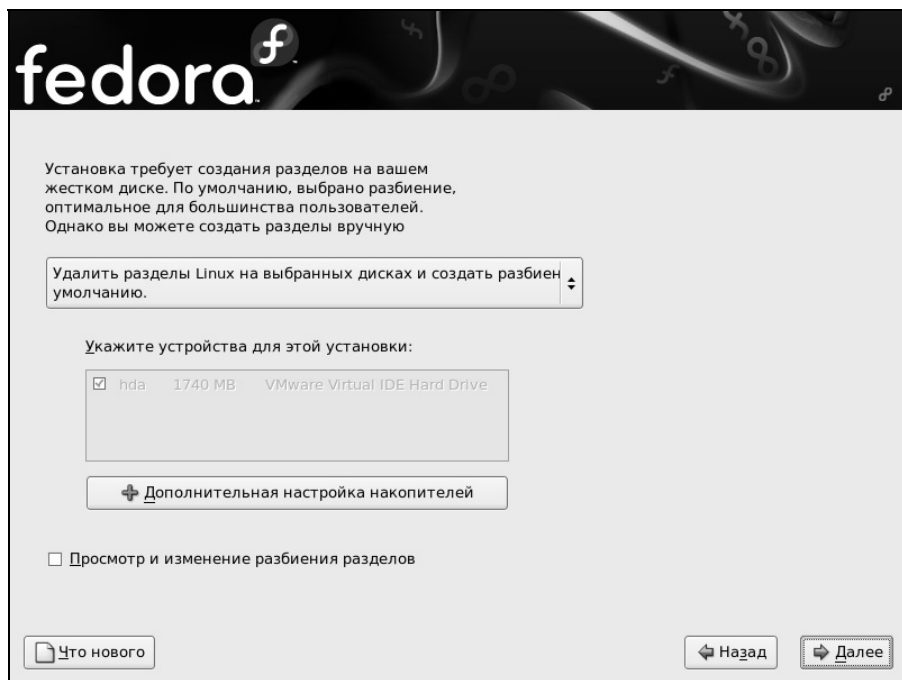 fedora
Установка требует создания разделов на вашем
жестком диске. По умолчанию, выбрано разбиение,
оптимальное для большинства пользователей.
Однако вы можете создать разделы вручную
Удалить разделы Linux на выбранных дисках и создать разбиен
умолчанию.
Укажите устройства для этой установки:
hda 1740 MB VMware Virtual IDE Hard Drive
Дополнительная настройка накопителей
Просмотр и изменение разбиения разделов
Что нового
Назад
Далее